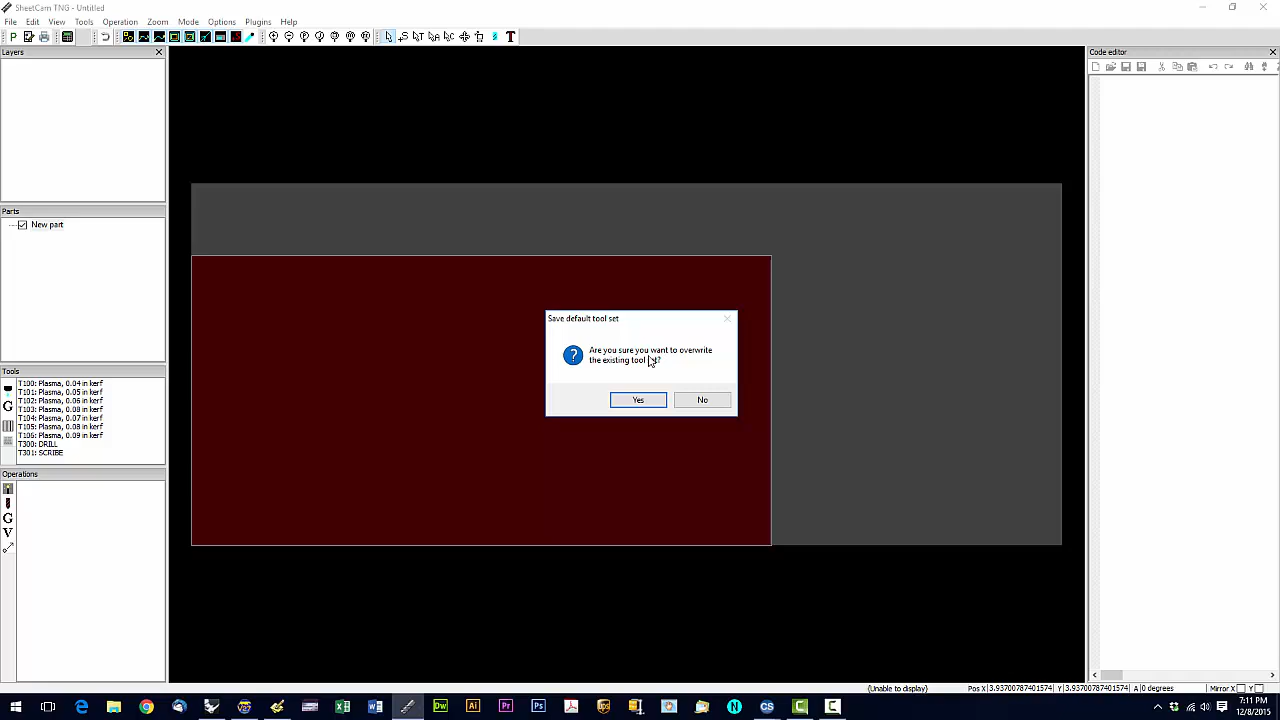 SheetCam TNG - Untitled
File Edit View Tools Operation Zoom Mode Options Plugins Help
Layers
Code editor
Parts
New part
Save default tool set
Are you sure you want to overwrite
the existing tool
Yes No
Tools
T100: Plasma, 0.04 in kerf
T101: Plasma, 0.05 in kerf
T102: Plasma, 0.06 in kerf
T103: Plasma, 0.08 in kerf
T104: Plasma, 0.07 in kerf
T105: Plasma, 0.08 in kerf
T106: Plasma, 0.09 in kerf
T300: DRILL
T301: SCRIBE
Operations
(Unable to display) Pos X 3.93700787401574 Y 3.93700787401574 A 0 degrees Mirror X Y
7:11 PM
12/8/2015